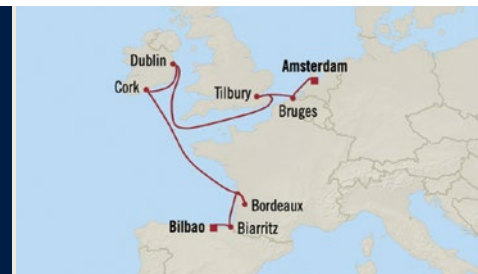 Dublin
Amsterdam
Cork
Tilbury
Bruges
Bordeaux
Bilbao
Biarritz